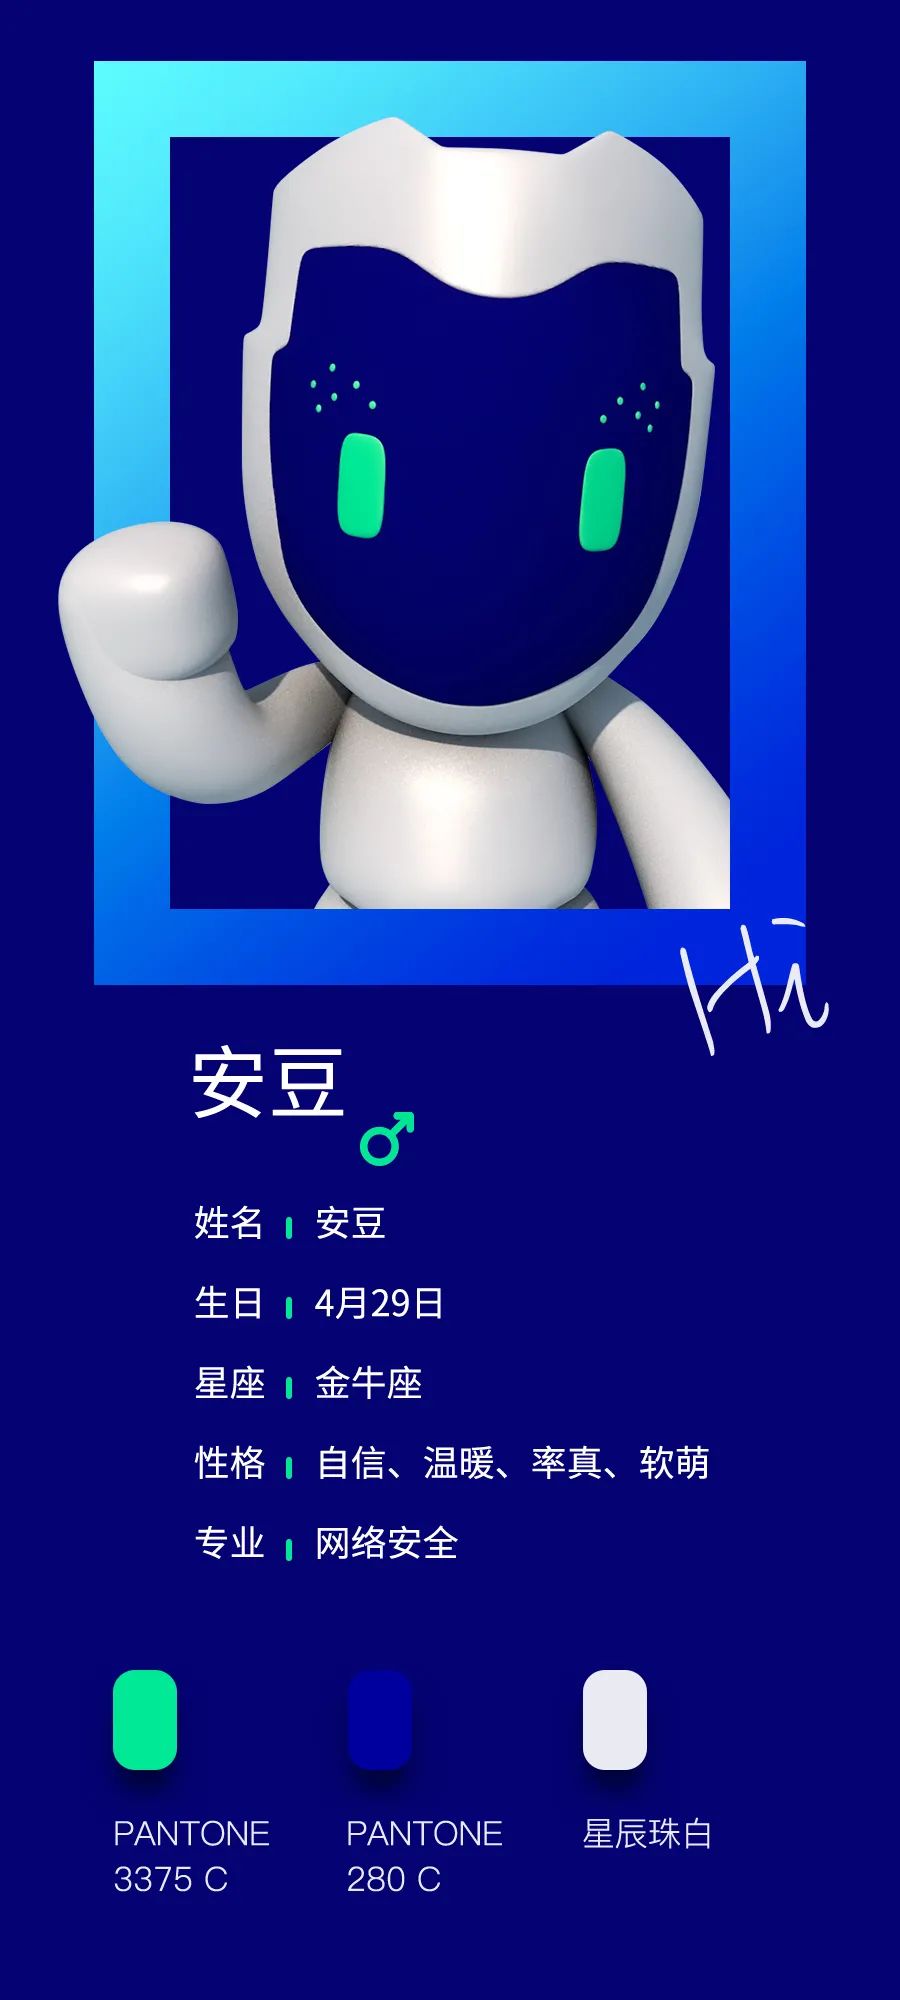 Hi
安豆
姓名 安豆
生日 4月29日
星座 金牛座
性格 自信、温暖、率真、软萌
专业 网络安全
PANTONE
3375 C
PANTONE
280 C
星辰珠白